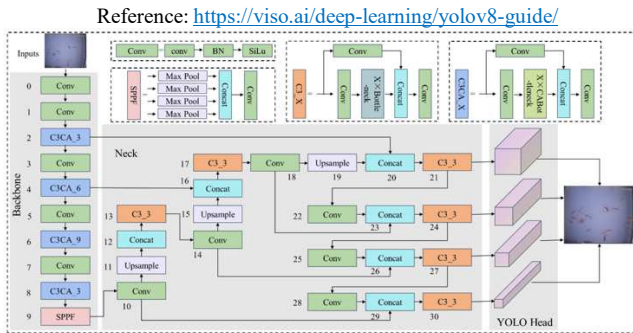 Reference: https://viso.ai/deep-learning/yolov8-guide/
Inputs
Conv conv BN SiLu
SPPF
Max Pool
Max Pool
Max Pool
Max Pool
Concat
Conv
C3_X
Conv
Conv
X×Bottle
-neck
Concat
Conv
C3CA_X
Conv
Conv
X×CABot
-tleneck
Concat
Conv
Backbone
0 Conv
1 Conv
2 C3CA_3
3 Conv
4 C3CA_6
5 Conv
6 C3CA_9
7 Conv
8 C3CA_3
9 SPPF
Neck
10 Conv
11 Upsample
12 Concat
13 C3_3
14 Conv
15 Upsample
16 Concat
17 C3_3
18 Conv
19 Upsample
20 Concat
21 C3_3
22 Conv
23 Concat
24 C3_3
25 Conv
26 Concat
27 C3_3
28 Conv
29 Concat
30 C3_3
YOLO Head